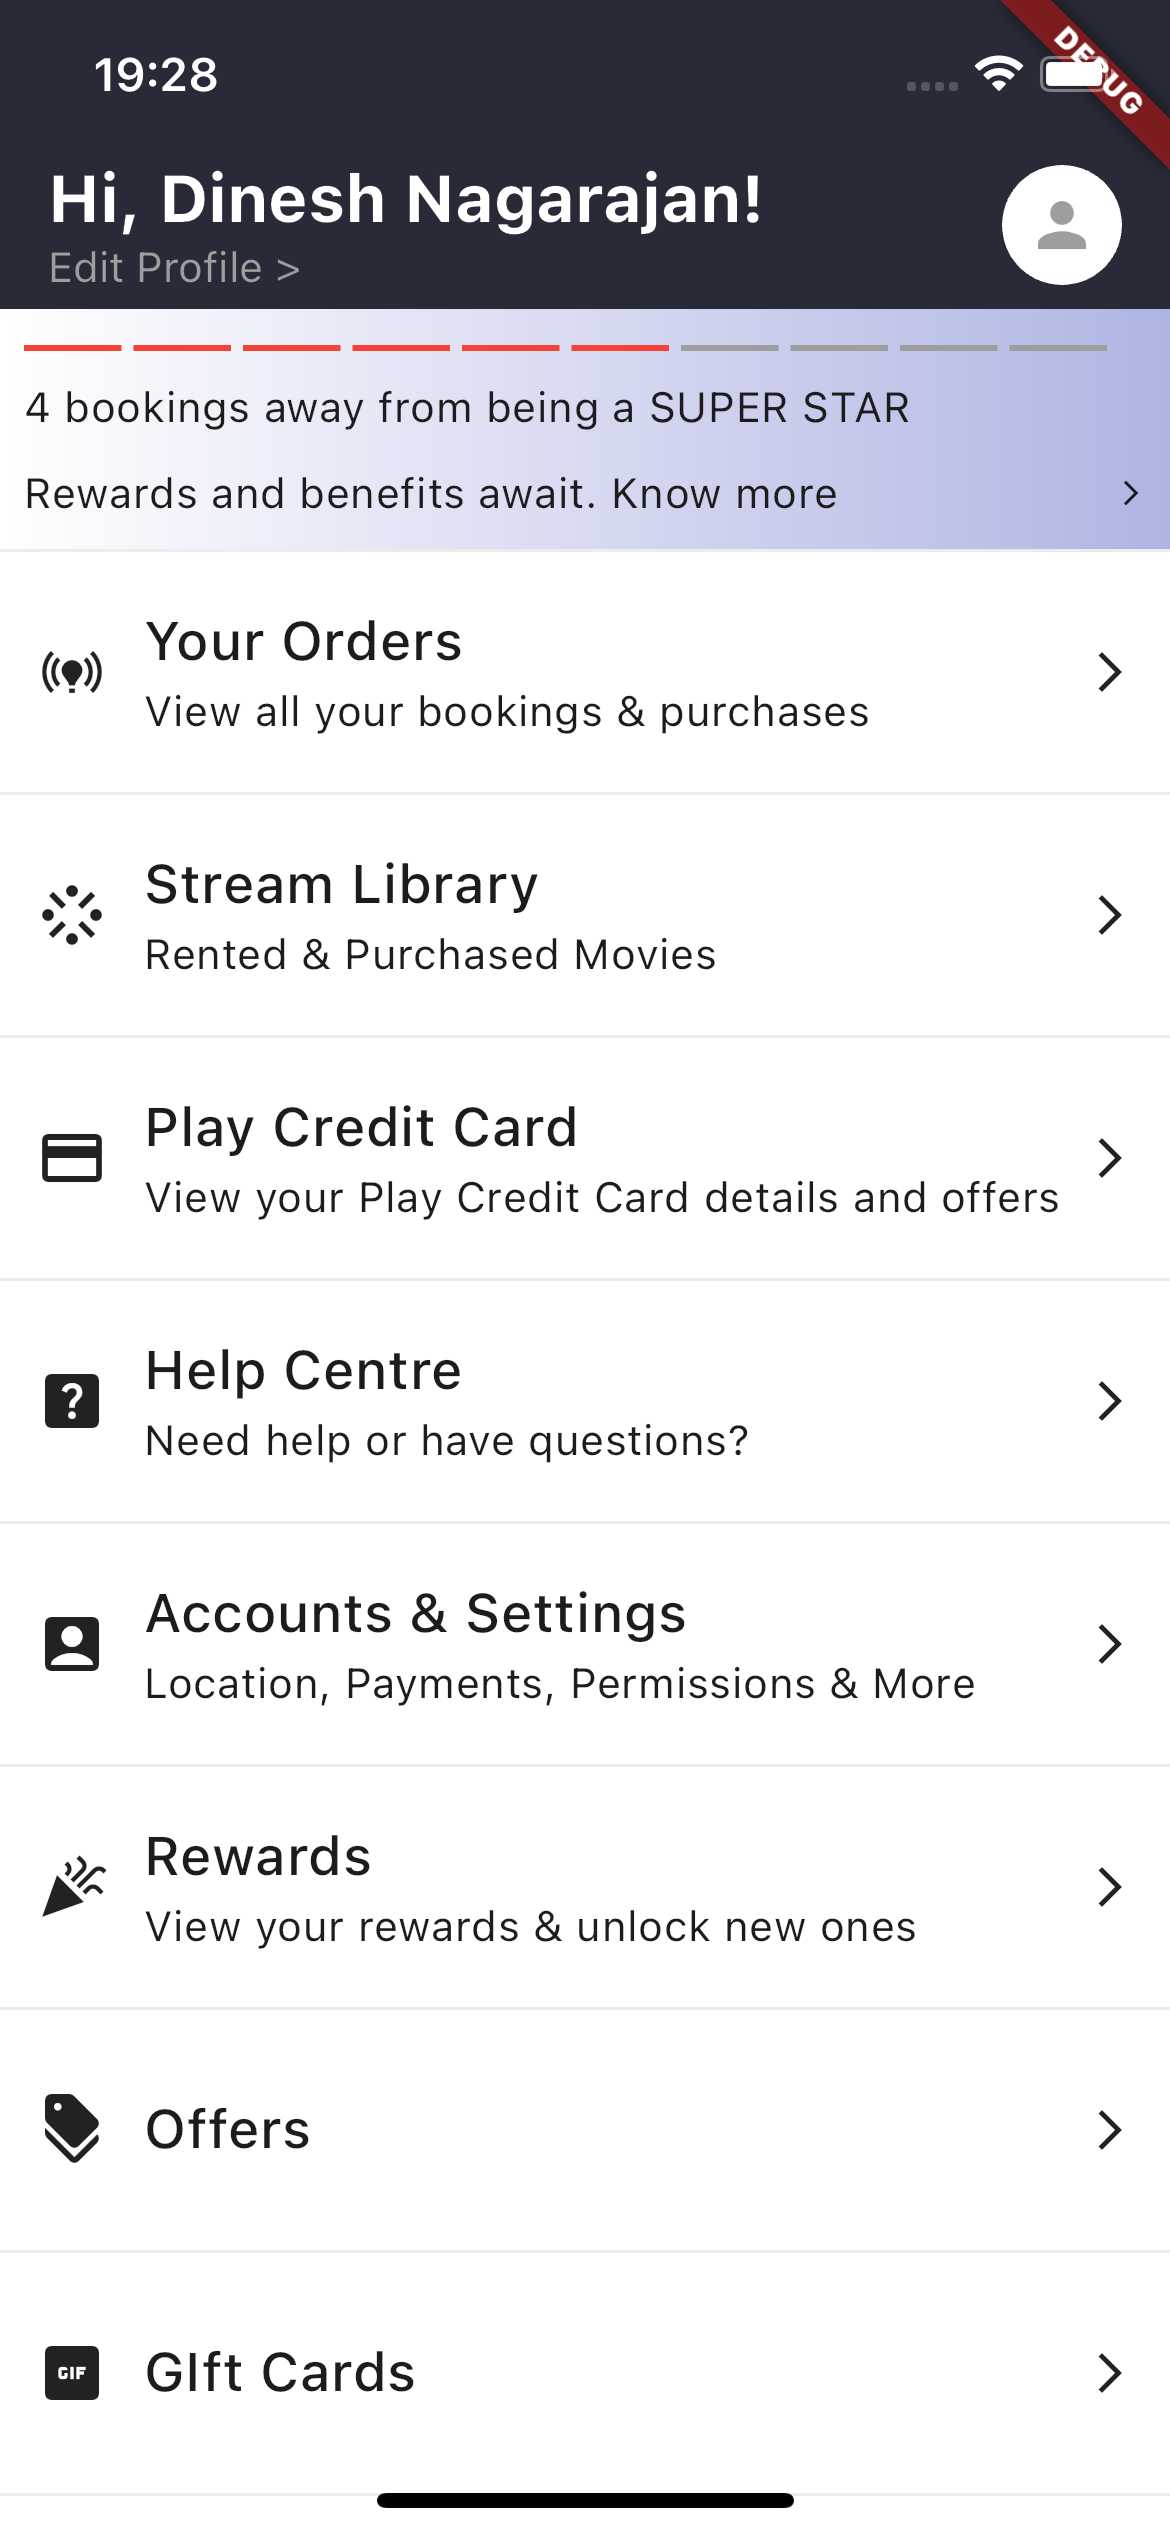 19:28
DEBUG
Hi, Dinesh Nagarajan!
Edit Profile >
4 bookings away from being a SUPER STAR
Rewards and benefits await. Know more
Your Orders
View all your bookings & purchases
Stream Library
Rented & Purchased Movies
Play Credit Card
View your Play Credit Card details and offers
Help Centre
Need help or have questions?
Accounts & Settings
Location, Payments, Permissions & More
Rewards
View your rewards & unlock new ones
Offers
GIF
GIft Cards